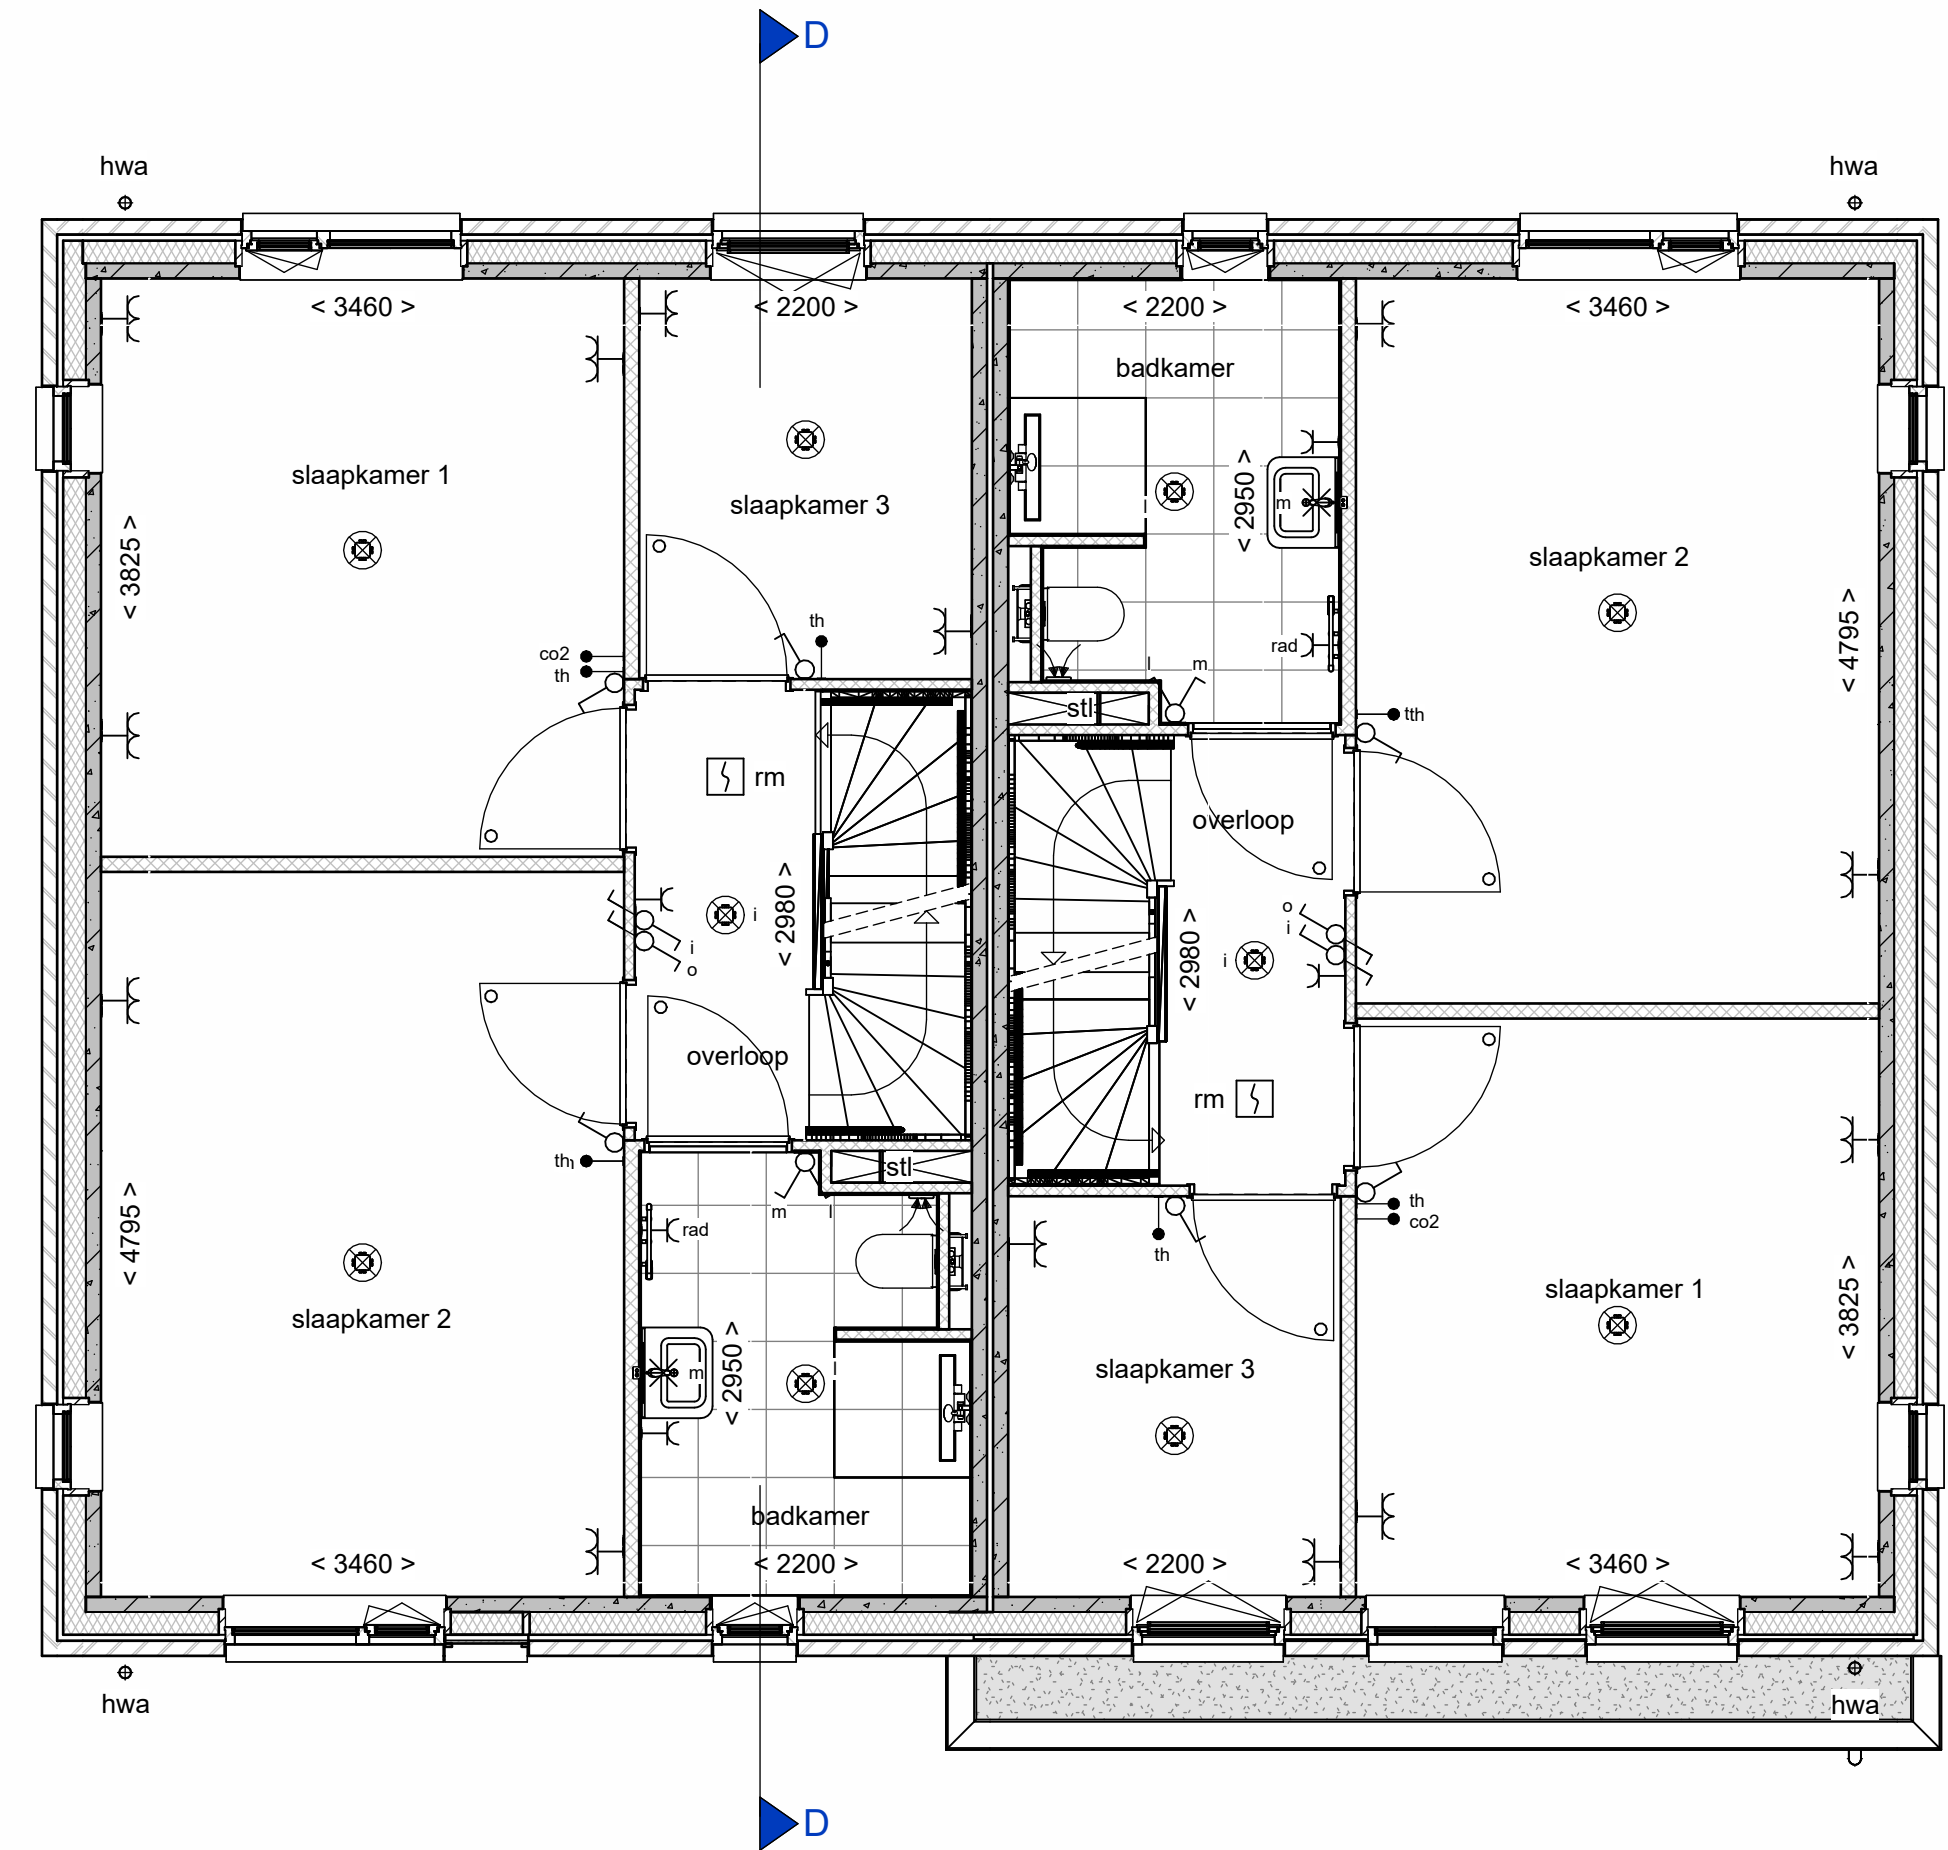 D
hwa
hwa
< 3460 >
< 2200 >
< 2200 >
< 3460 >
badkamer
slaapkamer 1
slaapkamer 3
< 2950 >
m
slaapkamer 2
< 3825 >
< 4795 >
th
co2
th
rad
l
m
stl
tth
rm
overloop
< 2980 >
i
i
o
o
i
i
< 2980 >
overloop
rm
th
stl
m
l
rad
th
co2
th
< 4795 >
slaapkamer 2
< 2950 >
m
slaapkamer 3
slaapkamer 1
< 3825 >
badkamer
< 3460 >
< 2200 >
< 2200 >
< 3460 >
hwa
hwa
D